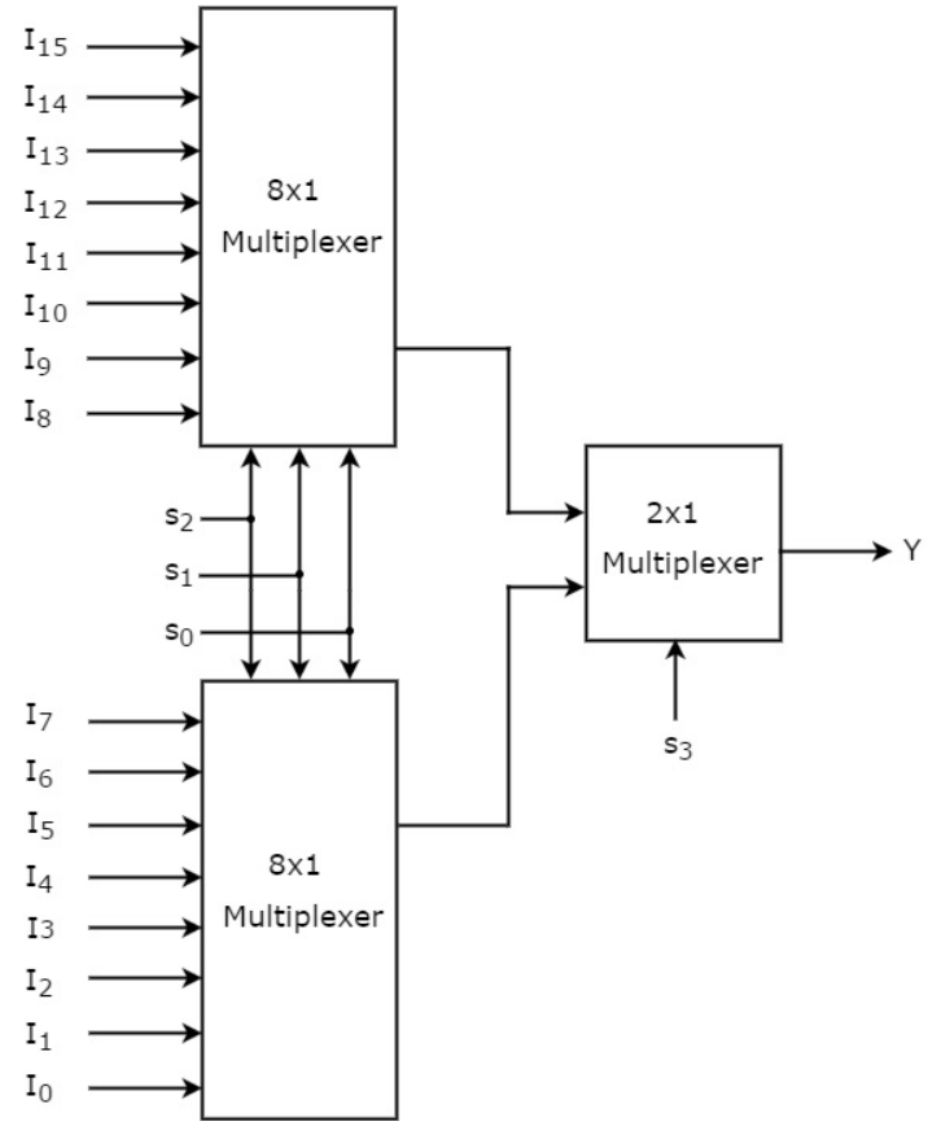 I₁₅
I₁₄
I₁₃
I₁₂
I₁₁
I₁₀
I₉
I₈
8x1
Multiplexer
s₂
s₁
s₀
2x1
Multiplexer
Y
s₃
I₇
I₆
I₅
I₄
I3
I₂
I₁
I₀
8x1
Multiplexer